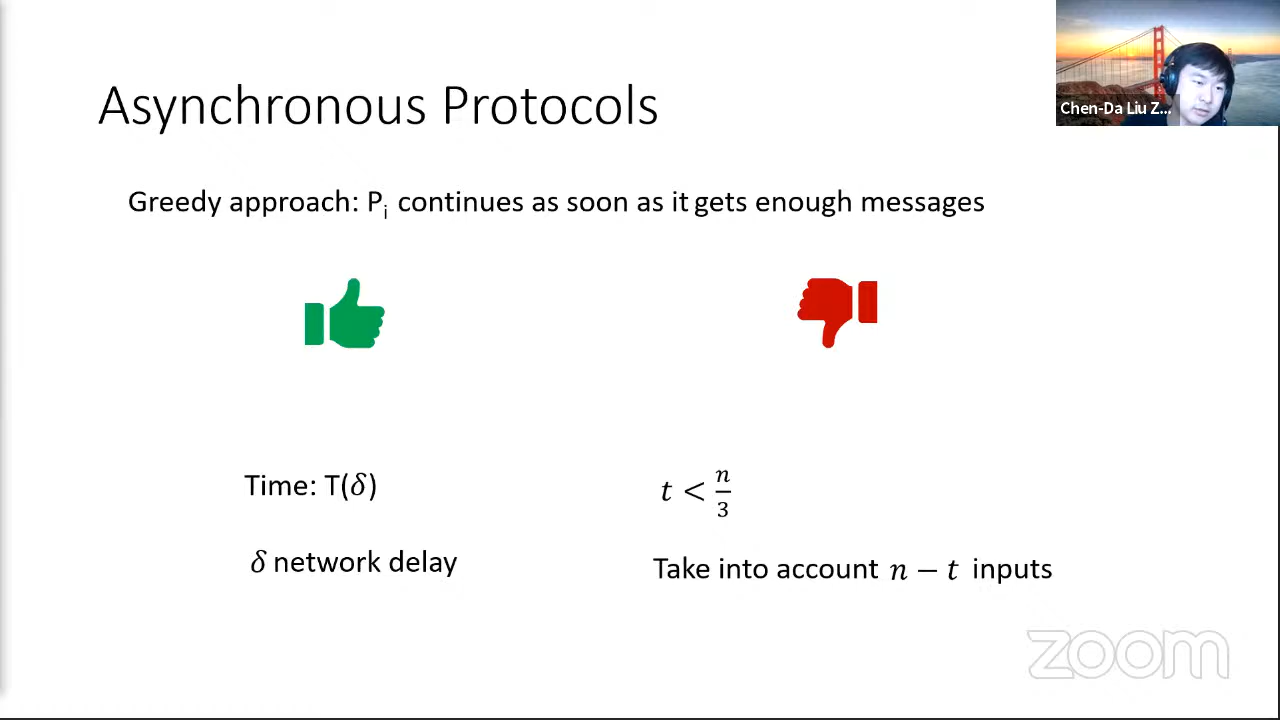 Chen-Da Liu Z...
Asynchronous Protocols
Greedy approach: Pᵢ continues as soon as it gets enough messages
Time: T(δ)
t < n/3
δ network delay
Take into account n − t inputs
zoom